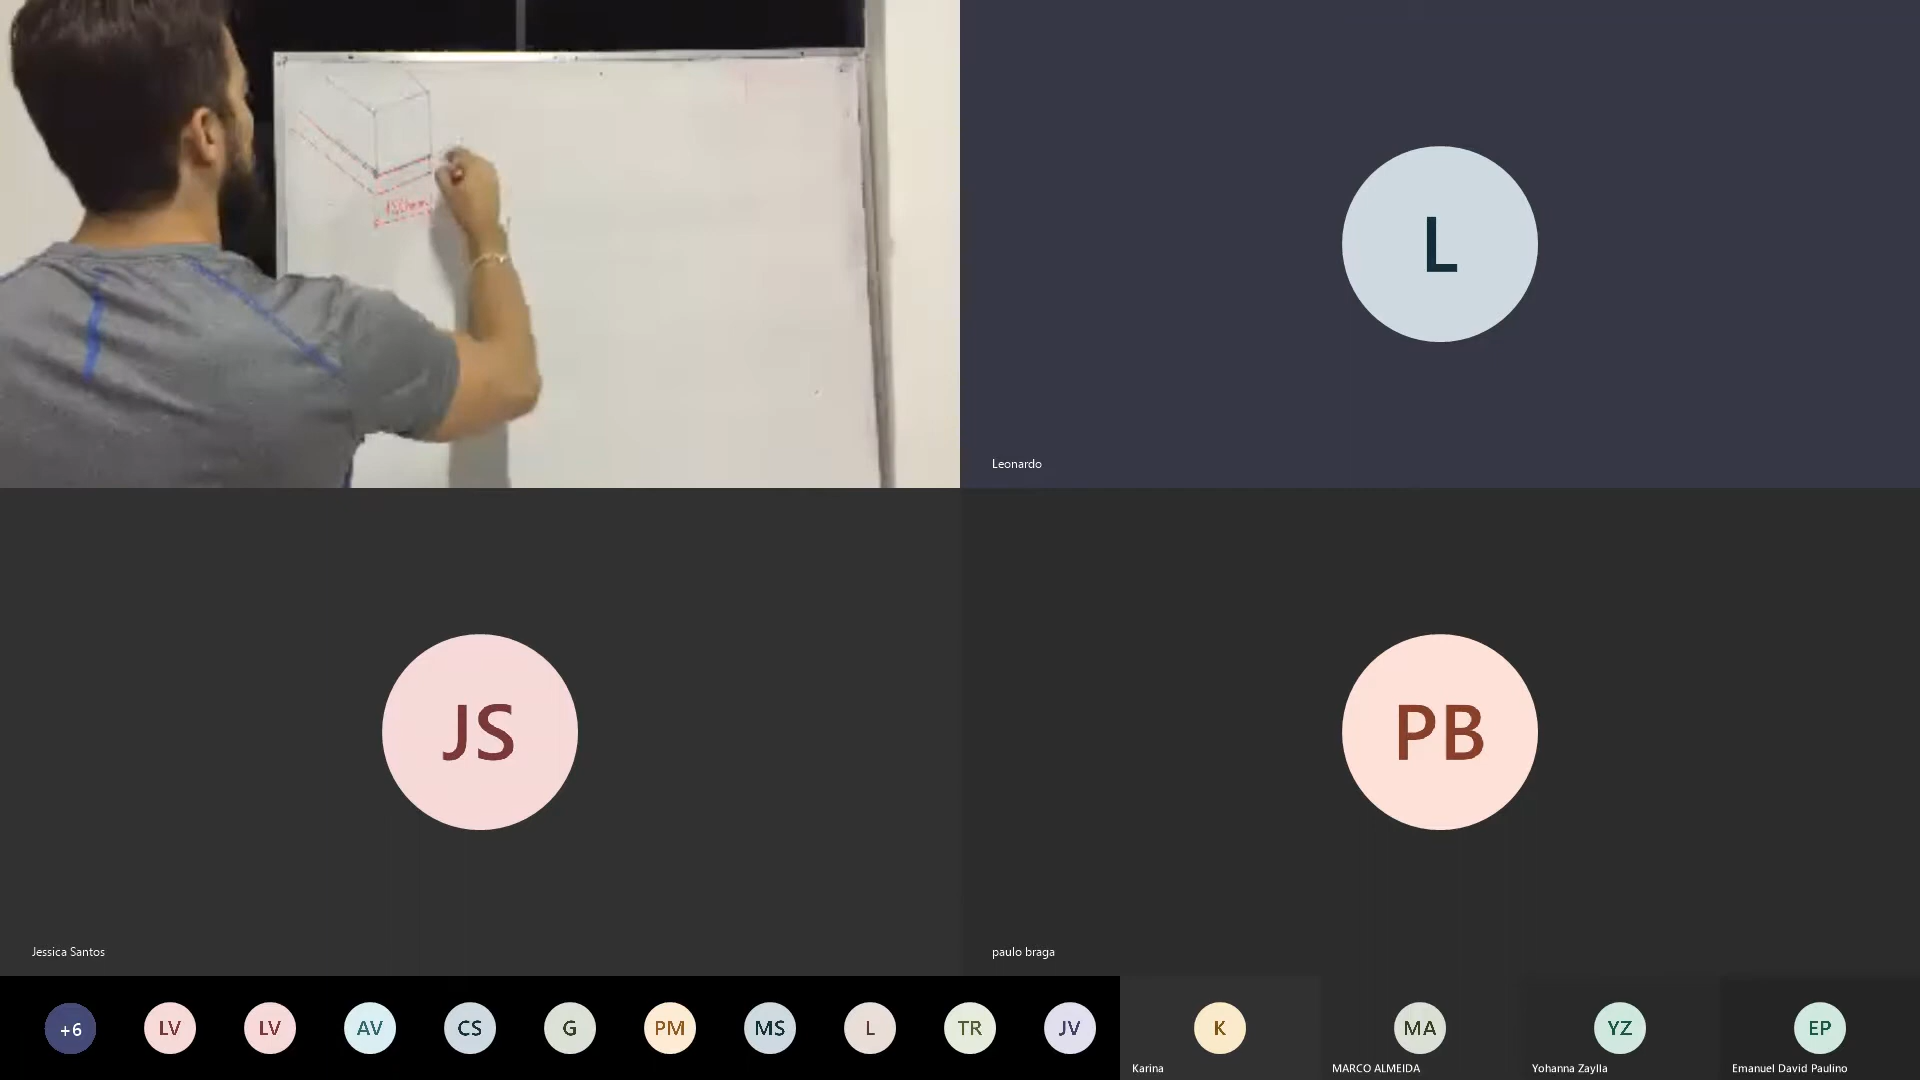 150mm
L
Leonardo
JS
Jessica Santos
PB
paulo braga
+6
LV
LV
AV
CS
G
PM
MS
L
TR
JV
K
Karina
MA
MARCO ALMEIDA
YZ
Yohanna Zaylla
EP
Emanuel David Paulino